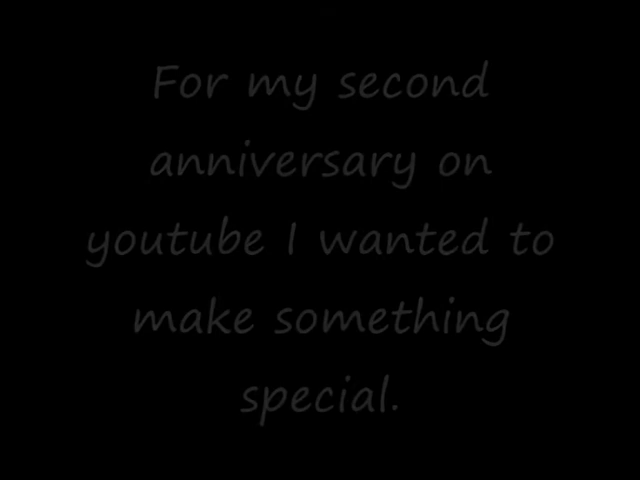 For my second
anniversary on
youtube I wanted to
make something
special.